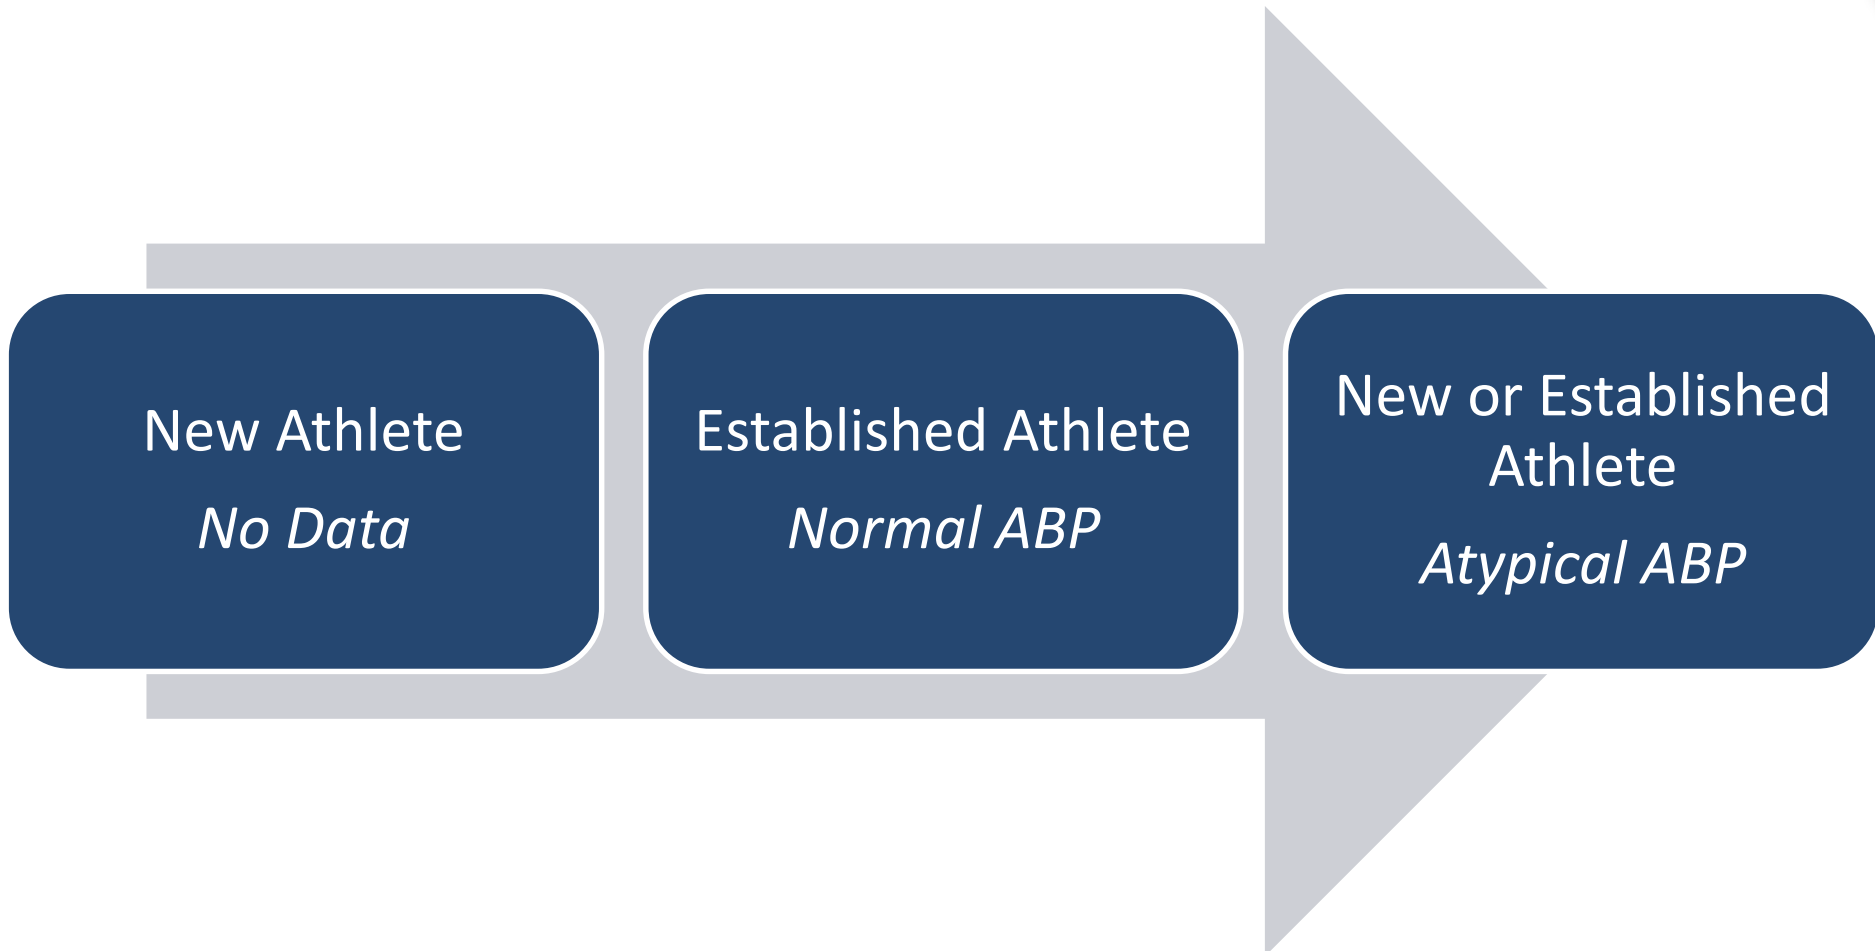 New Athlete
No Data
Established Athlete
Normal ABP
New or Established
Athlete
Atypical ABP